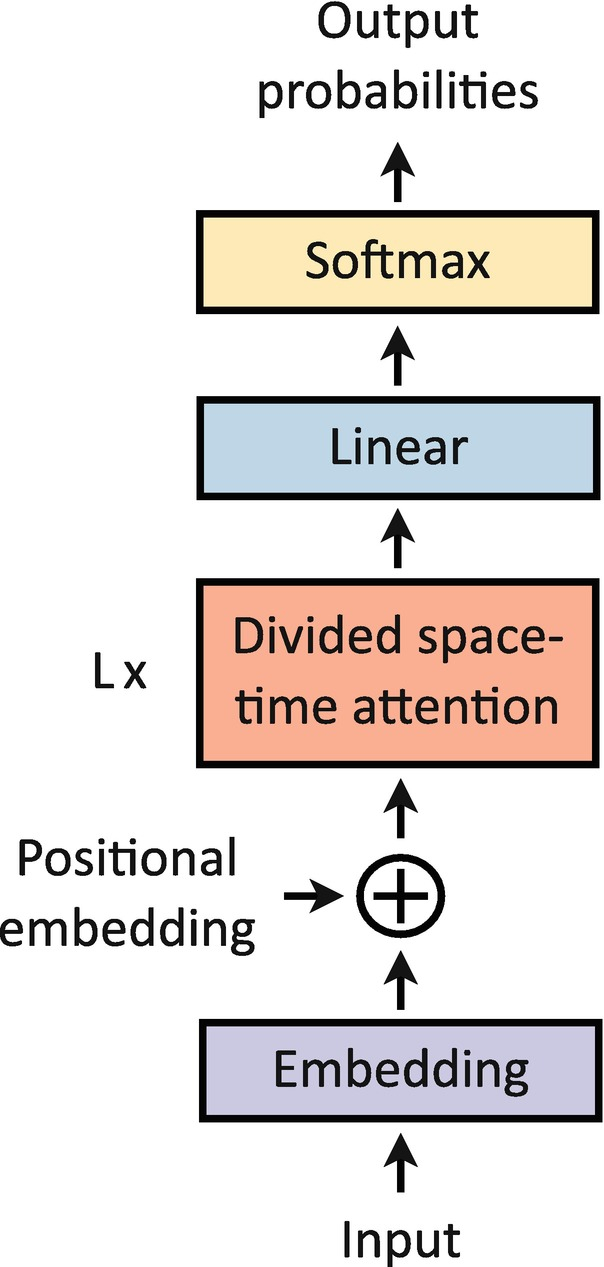 Output
probabilities
Softmax
Linear
L x
Divided space-
time attention
Positional
embedding
Embedding
Input